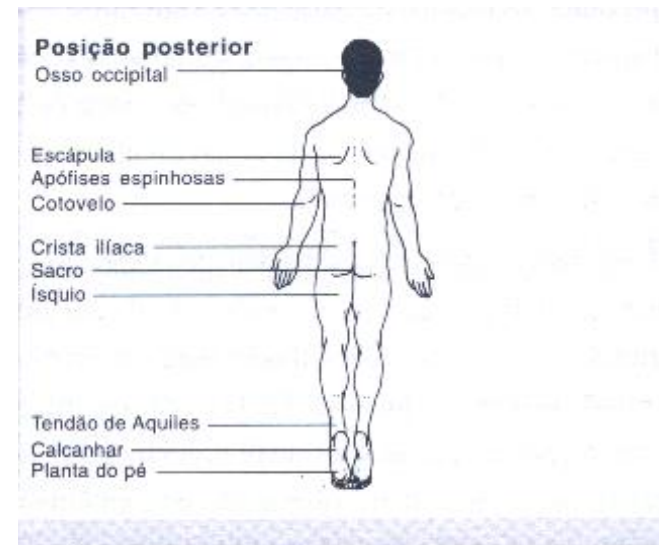 Posição posterior
Osso occipital
Escápula
Apófises espinhosas
Cotovelo
Crista ilíaca
Sacro
Ísquio
Tendão de Aquiles
Calcanhar
Planta do pé